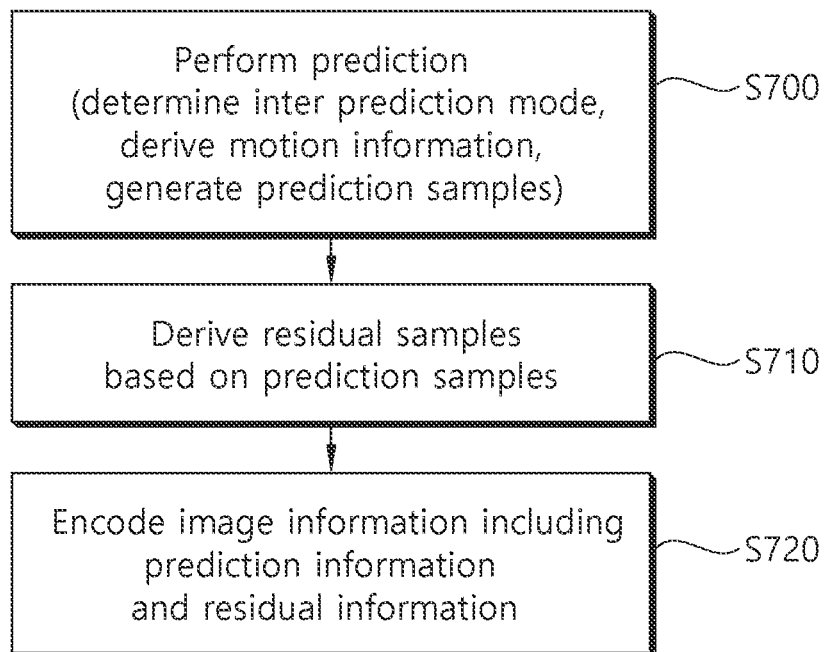 Perform prediction
(determine inter prediction mode,
derive motion information,
generate prediction samples)
S700
Derive residual samples
based on prediction samples
S710
Encode image information including
prediction information
and residual information
S720